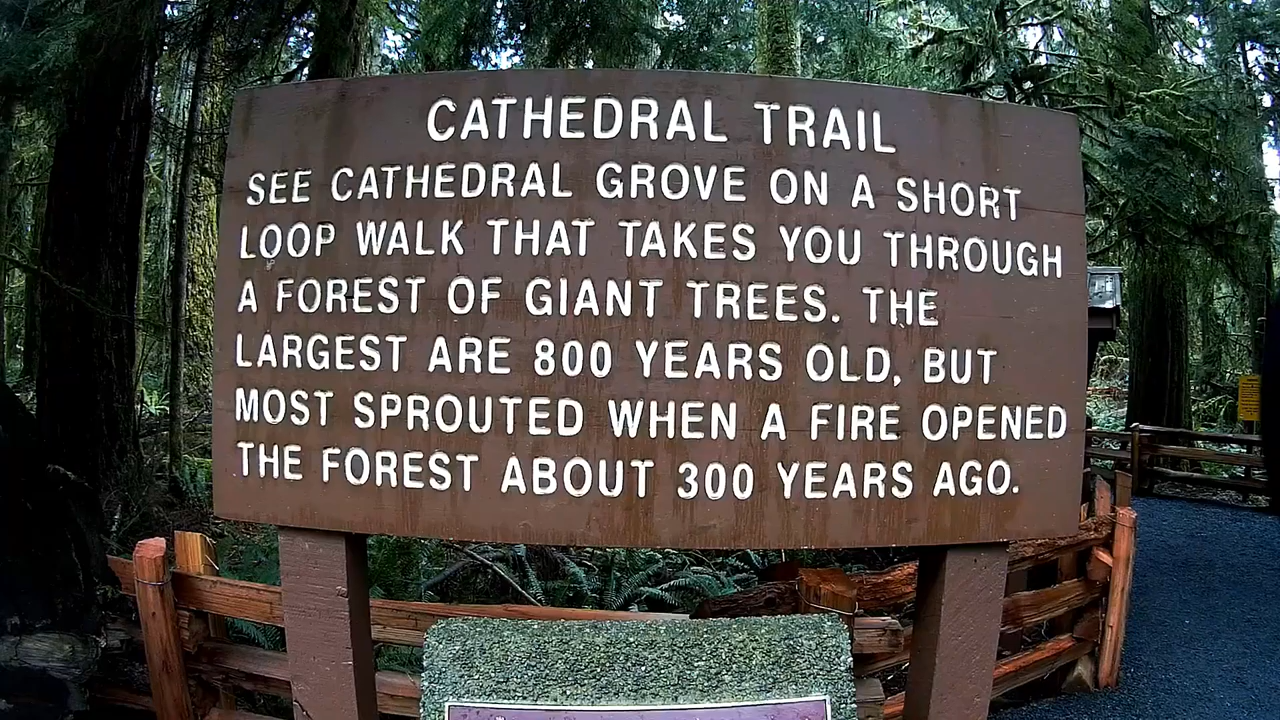 CATHEDRAL TRAIL
SEE CATHEDRAL GROVE ON A SHORT
LOOP WALK THAT TAKES YOU THROUGH
A FOREST OF GIANT TREES. THE
LARGEST ARE 800 YEARS OLD, BUT
MOST SPROUTED WHEN A FIRE OPENED
THE FOREST ABOUT 300 YEARS AGO.